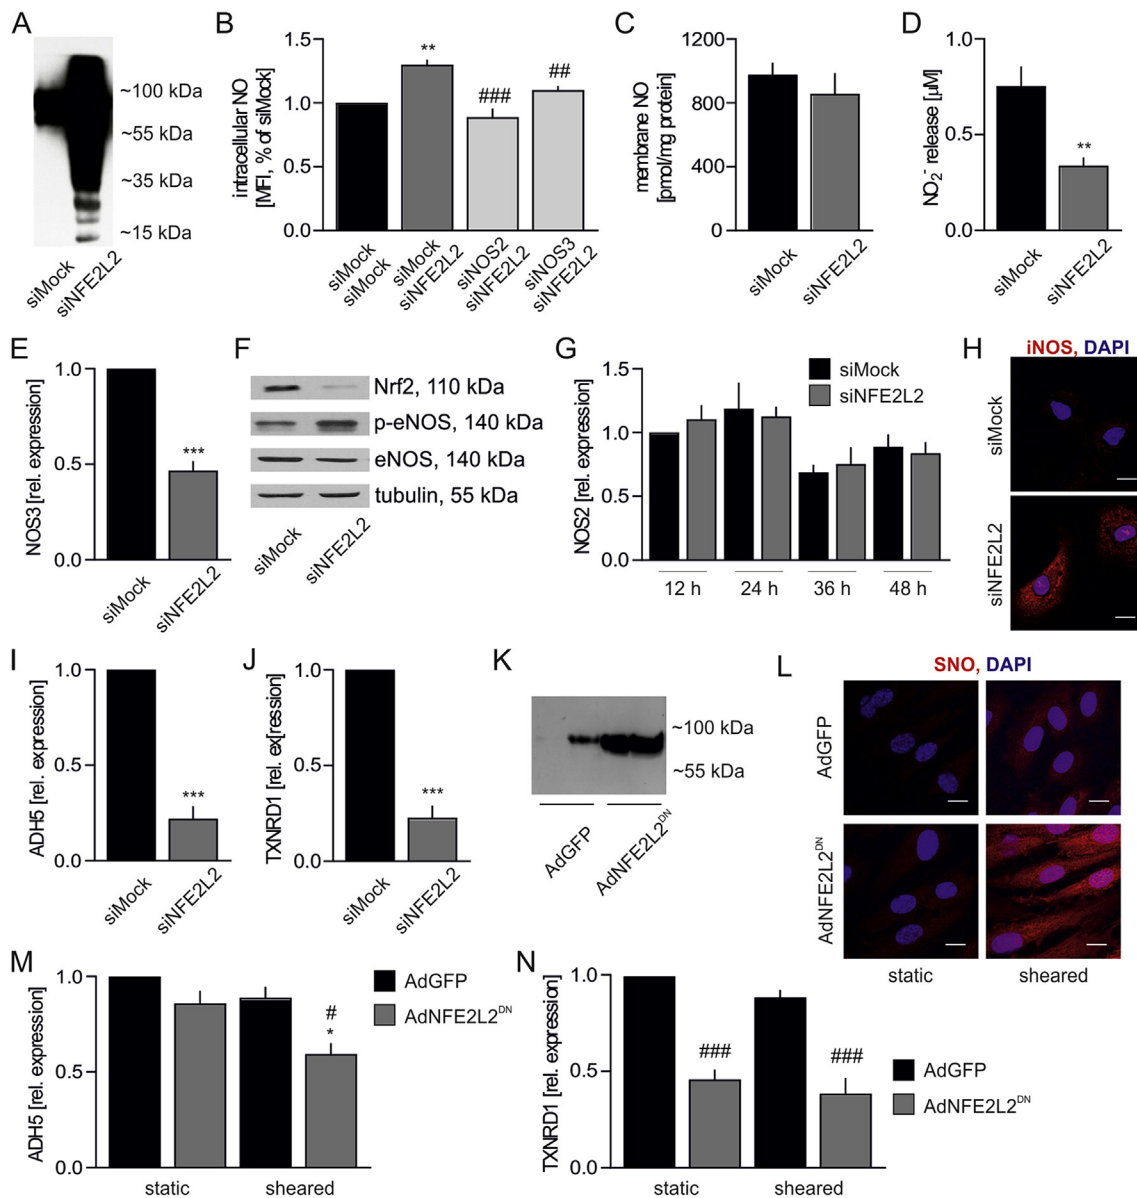 A
~100 kDa
~55 kDa
~35 kDa
~15 kDa
siMock
siNFE2L2
B
intracellular NO
[MFI, % of siMock]
1.5
1.0
0.5
0.0
**
###
##
siMock
siMock
siMock
siNFE2L2
siNOS2
siNFE2L2
siNOS3
siNFE2L2
C
membrane NO
[pmol/mg protein]
1200
800
400
0
siMock
siNFE2L2
D
NO2- release [µM]
1.0
0.5
0.0
**
siMock
siNFE2L2
E
NOS3 [rel. expression]
1.0
0.5
0.0
***
siMock
siNFE2L2
F
Nrf2, 110 kDa
p-eNOS, 140 kDa
eNOS, 140 kDa
tubulin, 55 kDa
siMock
siNFE2L2
G
NOS2 [rel. expression]
1.5
1.0
0.5
0.0
siMock
siNFE2L2
12 h
24 h
36 h
48 h
H
iNOS, DAPI
siMock
siNFE2L2
I
ADH5 [rel. expression]
1.0
0.5
0.0
***
siMock
siNFE2L2
J
TXNRD1 [rel. ex[ression]
1.0
0.5
0.0
***
siMock
siNFE2L2
K
~100 kDa
~55 kDa
AdGFP
AdNFE2L2DN
L
SNO, DAPI
AdGFP
AdNFE2L2DN
static
sheared
M
ADH5 [rel. expression]
1.0
0.5
0.0
#
*
AdGFP
AdNFE2L2DN
static
sheared
N
TXNRD1 [rel. expression]
1.0
0.5
0.0
###
###
AdGFP
AdNFE2L2DN
static
sheared